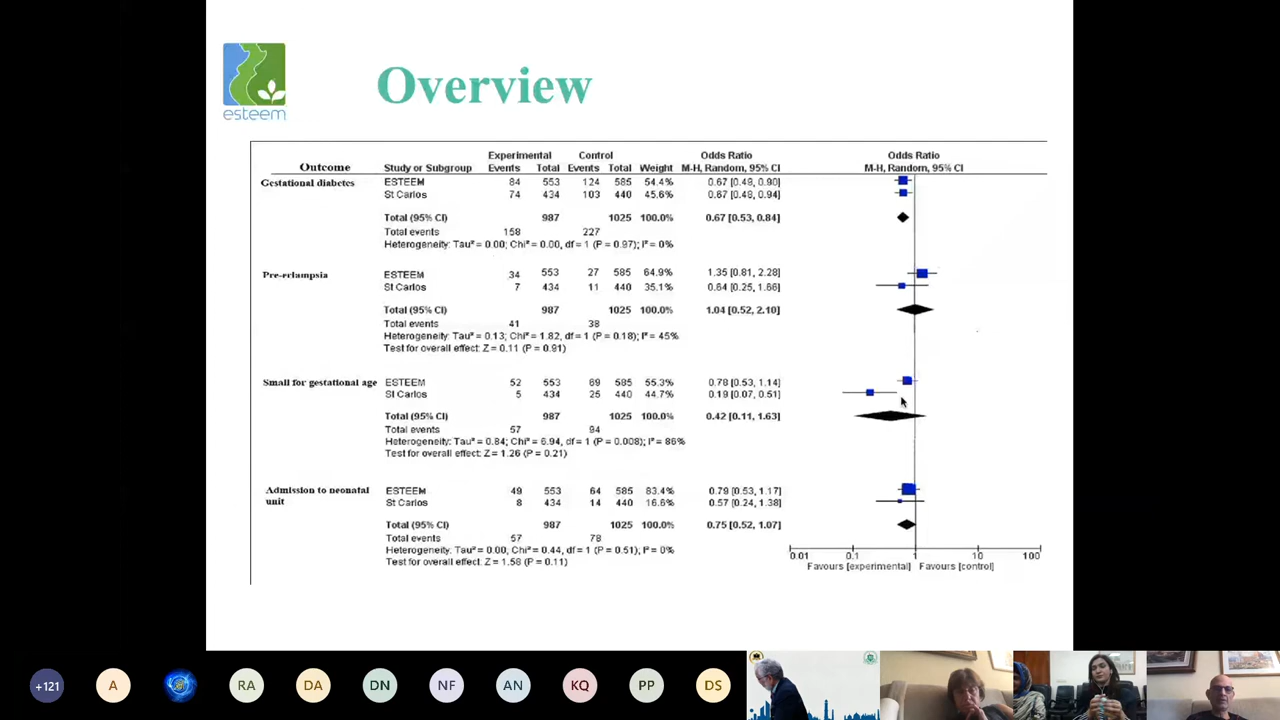 esteem
Overview
Experimental Control Odds Ratio Odds Ratio
Outcome Study or Subgroup Events Total Events Total Weight M-H, Random, 95% CI M-H, Random, 95% CI
Gestational diabetes ESTEEM 84 553 124 585 54.4% 0.67 [0.49, 0.90]
St Carlos 74 434 103 440 45.6% 0.67 [0.48, 0.94]
Total (95% CI) 987 1025 100.0% 0.67 [0.53, 0.84]
Total events 158 227
Heterogeneity: Tau² = 0.00; Chi² = 0.00, df = 1 (P = 0.97); I² = 0%
Pre-erlampsia ESTEEM 34 553 27 585 64.9% 1.35 [0.81, 2.28]
St Carlos 7 434 11 440 35.1% 0.64 [0.25, 1.66]
Total (95% CI) 987 1025 100.0% 1.04 [0.52, 2.10]
Total events 41 38
Heterogeneity: Tau² = 0.13; Chi² = 1.82, df = 1 (P = 0.18); I² = 45%
Test for overall effect: Z = 0.11 (P = 0.91)
Small for gestational age ESTEEM 52 553 69 585 55.3% 0.78 [0.53, 1.14]
St Carlos 5 434 25 440 44.7% 0.19 [0.07, 0.51]
Total (95% CI) 987 1025 100.0% 0.42 [0.11, 1.63]
Total events 57 94
Heterogeneity: Tau² = 0.84; Chi² = 6.94, df = 1 (P = 0.008); I² = 86%
Test for overall effect: Z = 1.26 (P = 0.21)
Admission to neonatal ESTEEM 49 553 64 585 83.4% 0.79 [0.53, 1.17]
unit St Carlos 8 434 14 440 16.6% 0.57 [0.24, 1.38]
Total (95% CI) 987 1025 100.0% 0.75 [0.52, 1.07]
Total events 57 78
Heterogeneity: Tau² = 0.00; Chi² = 0.44, df = 1 (P = 0.51); I² = 0%
Test for overall effect: Z = 1.58 (P = 0.11)
0.01 0.1 1 10 100
Favours [experimental] Favours [control]
+121 A RA DA DN NF AN KQ PP DS